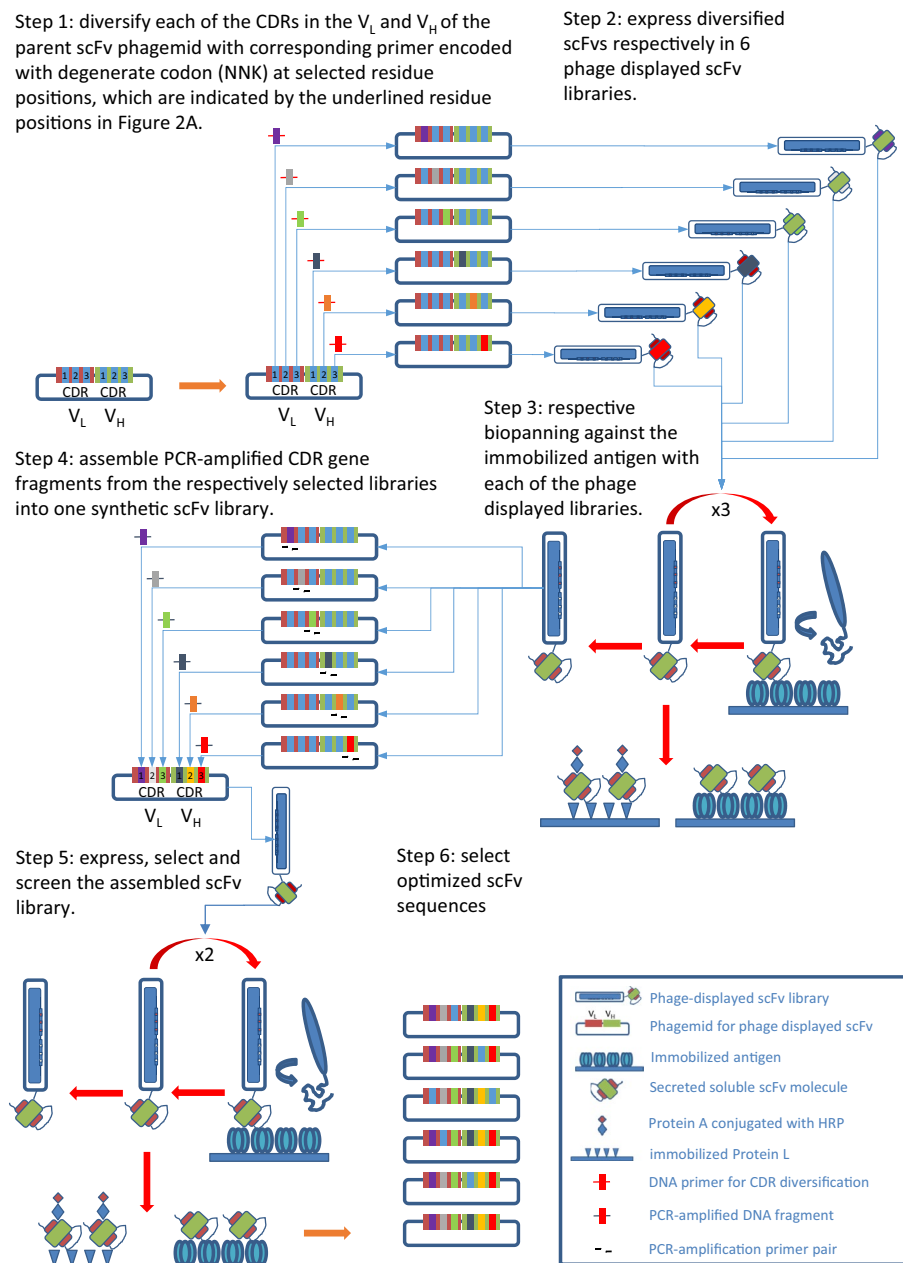 Step 1: diversify each of the CDRs in the VL and VH of the
parent scFv phagemid with corresponding primer encoded
with degenerate codon (NNK) at selected residue
positions, which are indicated by the underlined residue
positions in Figure 2A.
Step 2: express diversified
scFvs respectively in 6
phage displayed scFv
libraries.
1 2 3 1 2 3
CDR CDR
VL VH
1 2 3 1 2 3
CDR CDR
VL VH
Step 3: respective
biopanning against the
immobilized antigen with
each of the phage
displayed libraries.
x3
Step 4: assemble PCR-amplified CDR gene
fragments from the respectively selected libraries
into one synthetic scFv library.
1 2 3 1 2 3
CDR CDR
VL VH
Step 5: express, select and
screen the assembled scFv
library.
x2
Step 6: select
optimized scFv
sequences
Phage-displayed scFv library
VL VH
Phagemid for phage displayed scFv
Immobilized antigen
Secreted soluble scFv molecule
Protein A conjugated with HRP
immobilized Protein L
DNA primer for CDR diversification
PCR-amplified DNA fragment
PCR-amplification primer pair